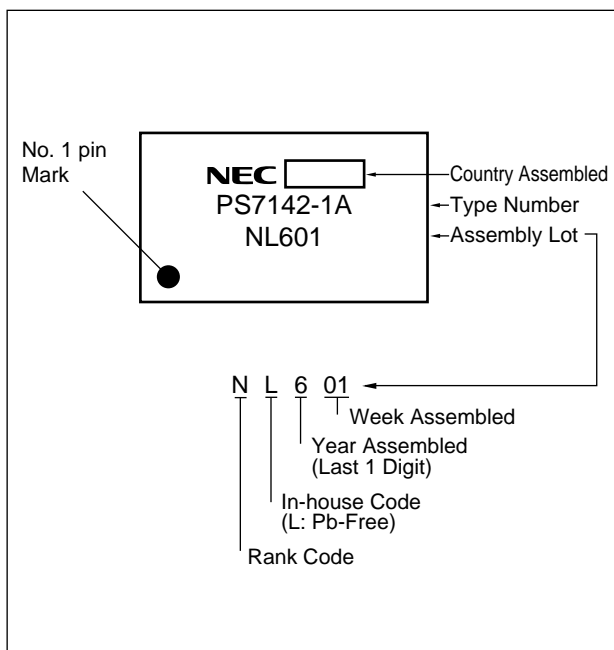 No. 1 pin
Mark
NEC
Country Assembled
PS7142-1A
Type Number
NL601
Assembly Lot
N L 6 01
Week Assembled
Year Assembled
(Last 1 Digit)
In-house Code
(L: Pb-Free)
Rank Code